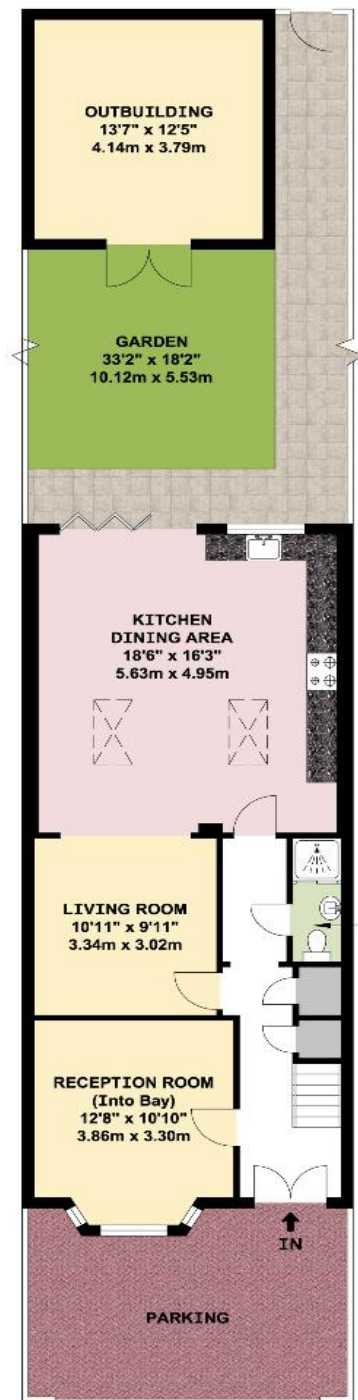 OUTBUILDING
13'7" x 12'5"
4.14m x 3.79m
GARDEN
33'2" x 18'2"
10.12m x 5.53m
KITCHEN
DINING AREA
18'6" x 16'3"
5.63m x 4.95m
LIVING ROOM
10'11" x 9'11"
3.34m x 3.02m
RECEPTION ROOM
(Into Bay)
12'8" x 10'10"
3.86m x 3.30m
IN
PARKING